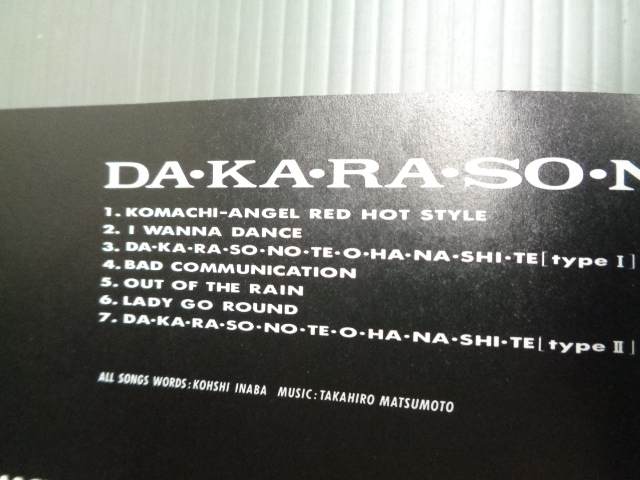 DA•KA•RA•SO•N
1. KOMACHI-ANGEL RED HOT STYLE
2. I WANNA DANCE
3. DA•KA•RA•SO•NO•TE•O•HA•NA•SHI•TE[type I]
4. BAD COMMUNICATION
5. OUT OF THE RAIN
6. LADY GO ROUND
7. DA•KA•RA•SO•NO•TE•O•HA•NA•SHI•TE[type II]
ALL SONGS WORDS: KOHSHI INABA MUSIC: TAKAHIRO MATSUMOTO